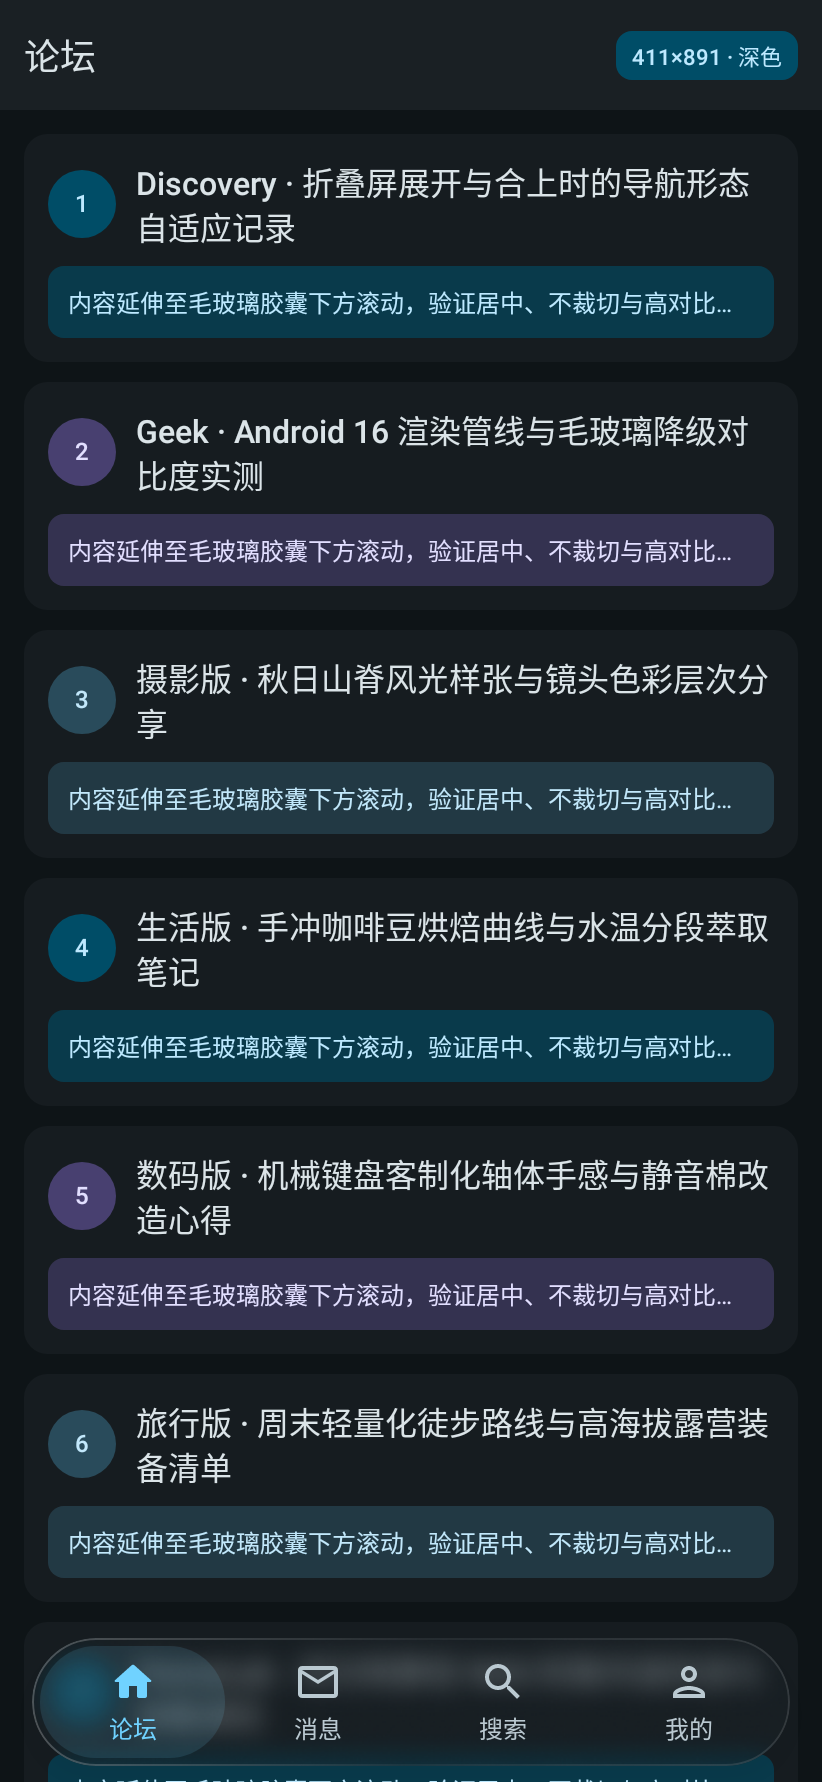 论坛
411×891 · 深色
1
Discovery · 折叠屏展开与合上时的导航形态
自适应记录
内容延伸至毛玻璃胶囊下方滚动，验证居中、不裁切与高对比…
2
Geek · Android 16 渲染管线与毛玻璃降级对
比度实测
内容延伸至毛玻璃胶囊下方滚动，验证居中、不裁切与高对比…
3
摄影版 · 秋日山脊风光样张与镜头色彩层次分
享
内容延伸至毛玻璃胶囊下方滚动，验证居中、不裁切与高对比…
4
生活版 · 手冲咖啡豆烘焙曲线与水温分段萃取
笔记
内容延伸至毛玻璃胶囊下方滚动，验证居中、不裁切与高对比…
5
数码版 · 机械键盘客制化轴体手感与静音棉改
造心得
内容延伸至毛玻璃胶囊下方滚动，验证居中、不裁切与高对比…
6
旅行版 · 周末轻量化徒步路线与高海拔露营装
备清单
内容延伸至毛玻璃胶囊下方滚动，验证居中、不裁切与高对比…
论坛
消息
搜索
我的